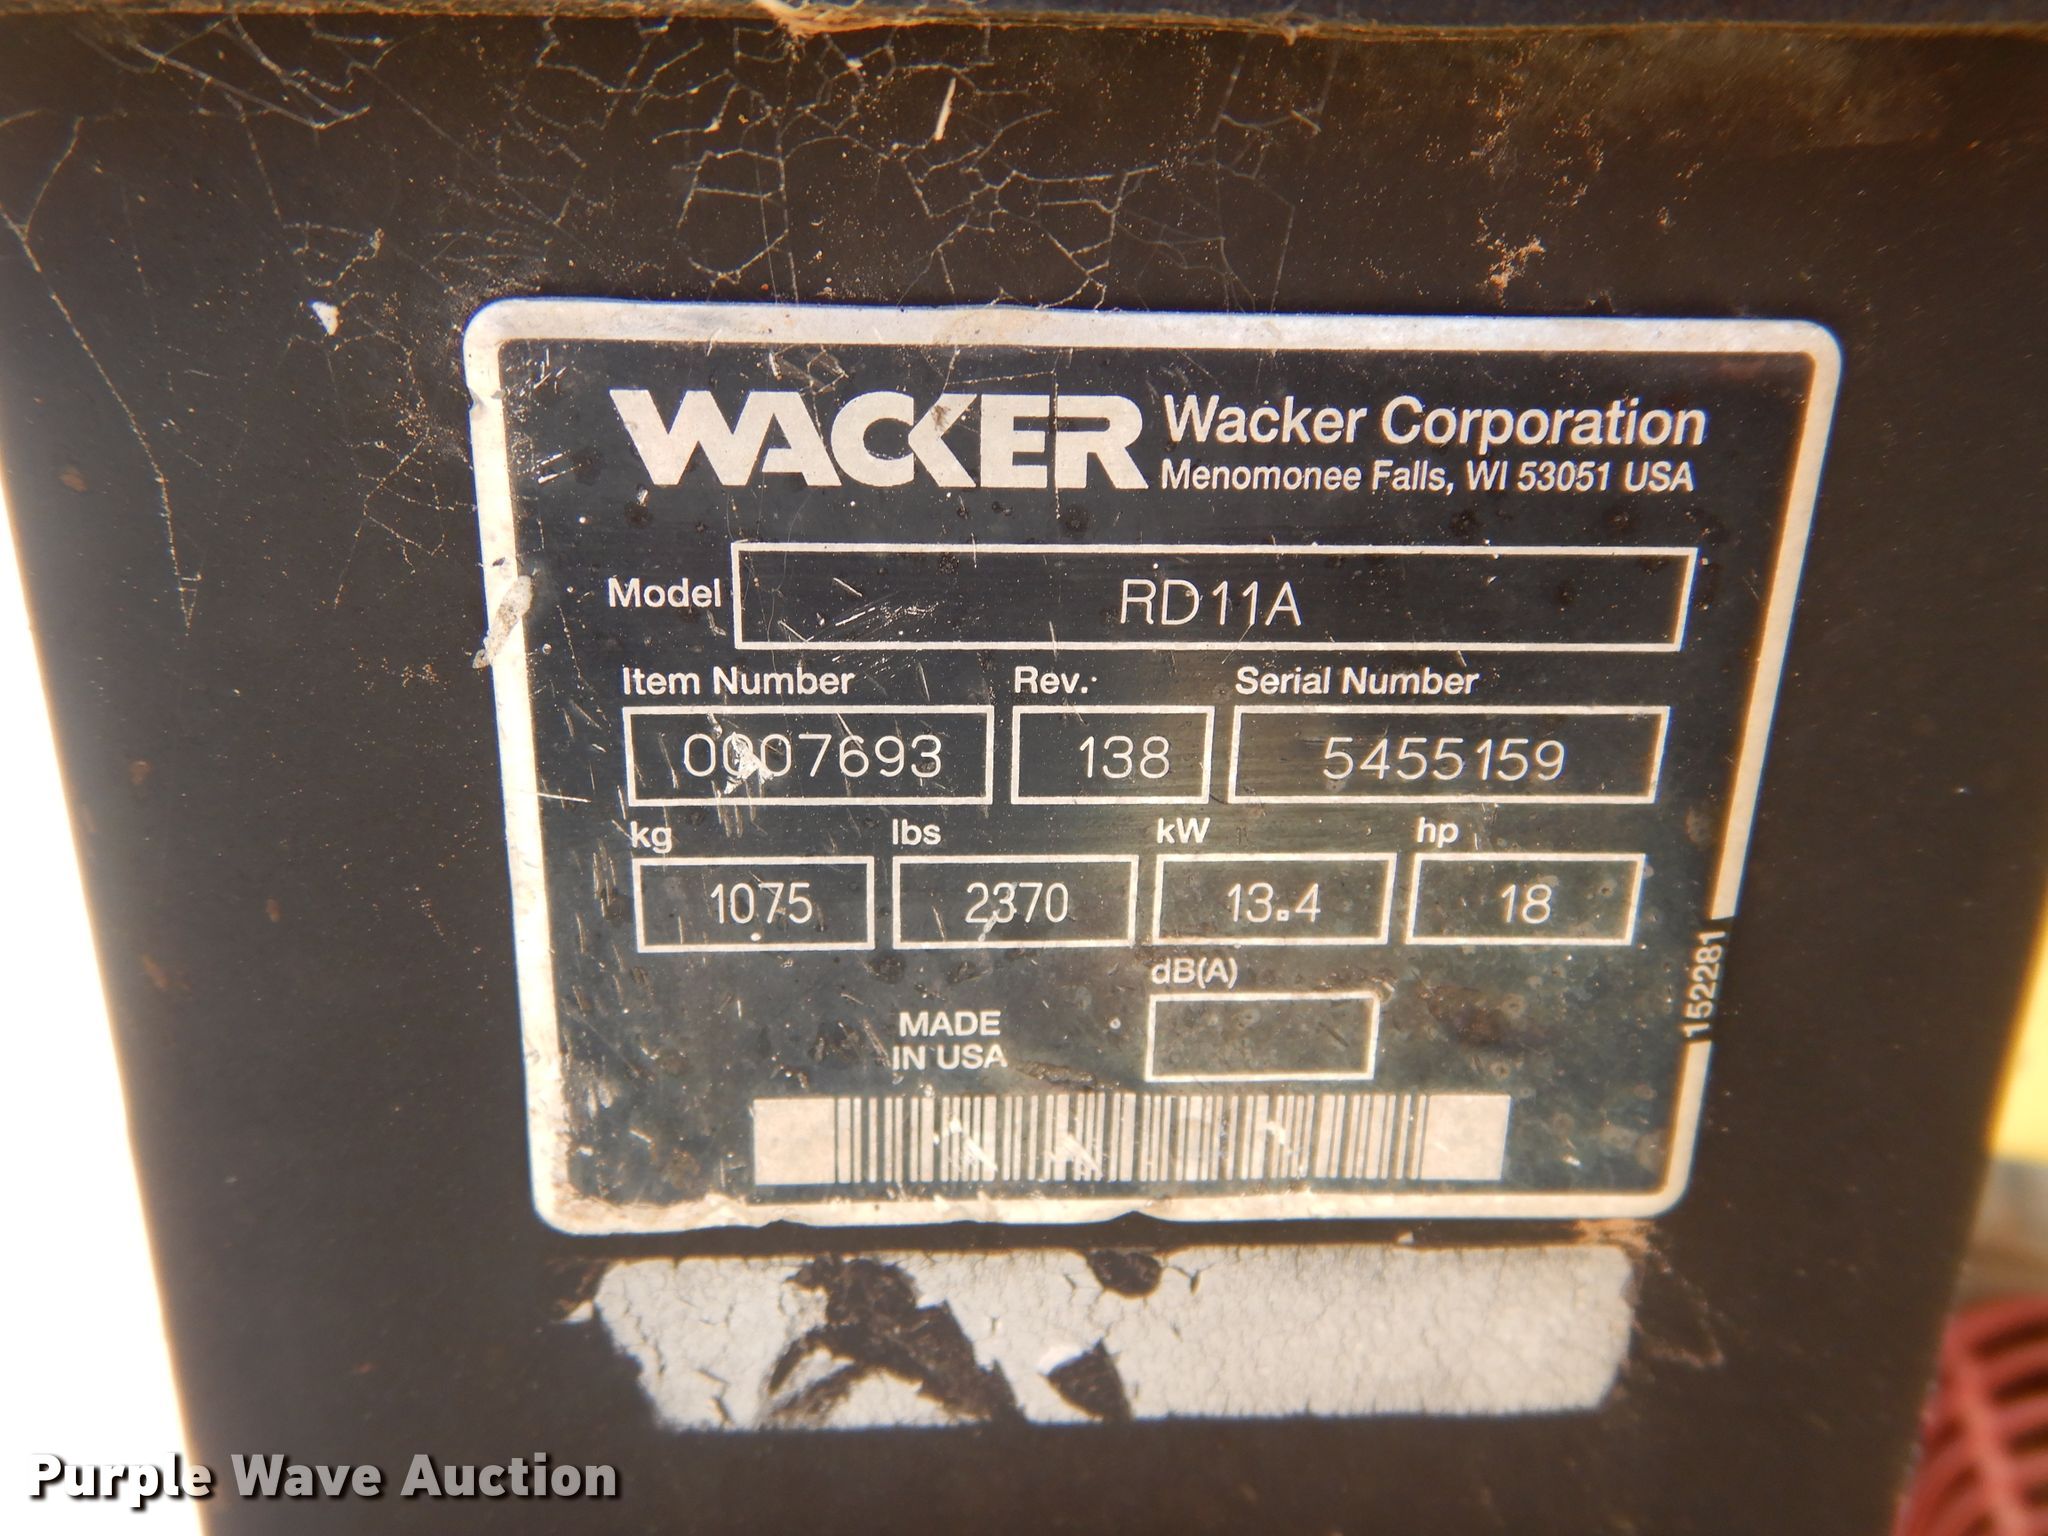 WACKER Wacker Corporation
Menomonee Falls, WI 53051 USA
Model RD11A
Item Number Rev. Serial Number
0007693 138 5455159
kg lbs kW hp
1075 2370 13.4 18
dB(A)
MADE
IN USA
152281
Purple Wave Auction